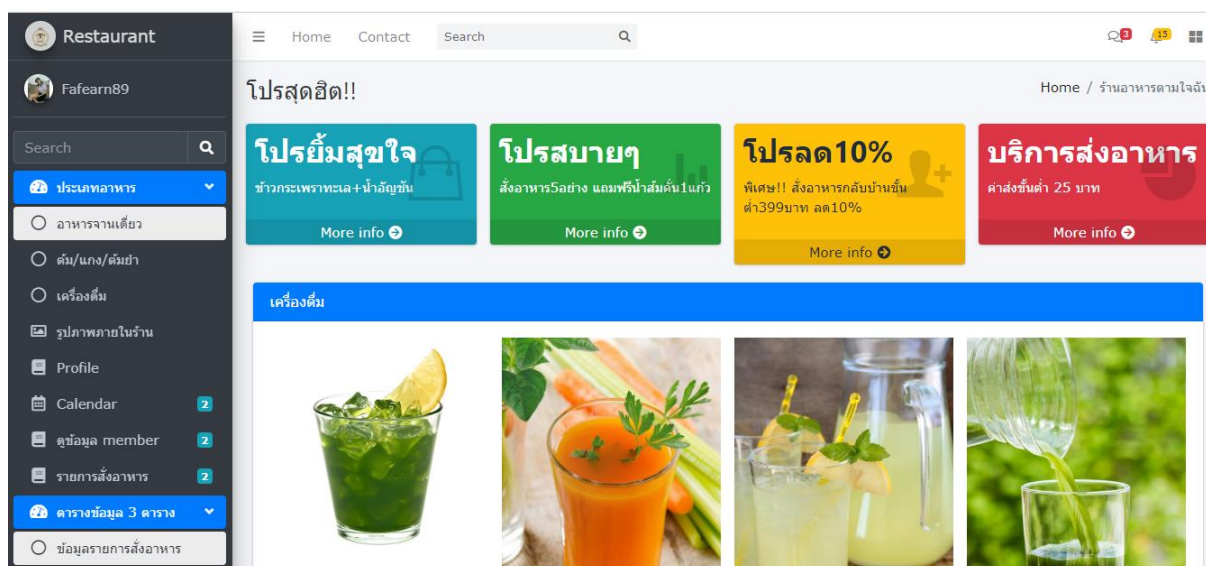 Restaurant
Home Contact Search
3
15
Fafearn89
โปรสุดฮิต!!
Home / ร้านอาหารตามใจฉัน
Search
โปรยิ้มสุขใจ
ข้าวกระเพราทะเล+น้ำอัญชัน
More info
โปรสบายๆ
สั่งอาหาร5อย่าง แถมฟรีน้ำส้มคั้น1แก้ว
More info
โปรลด10%
พิเศษ!! สั่งอาหารกลับบ้านขั้น
ต่ำ399บาท ลด10%
More info
บริการส่งอาหาร
ค่าส่งขั้นต่ำ 25 บาท
More info
ประเภทอาหาร
อาหารจานเดี่ยว
ต้ม/แกง/ต้มยำ
เครื่องดื่ม
รูปภาพภายในร้าน
Profile
Calendar 2
ดูข้อมูล member 2
รายการสั่งอาหาร 2
ตารางข้อมูล 3 ตาราง
ข้อมูลรายการสั่งอาหาร
เครื่องดื่ม